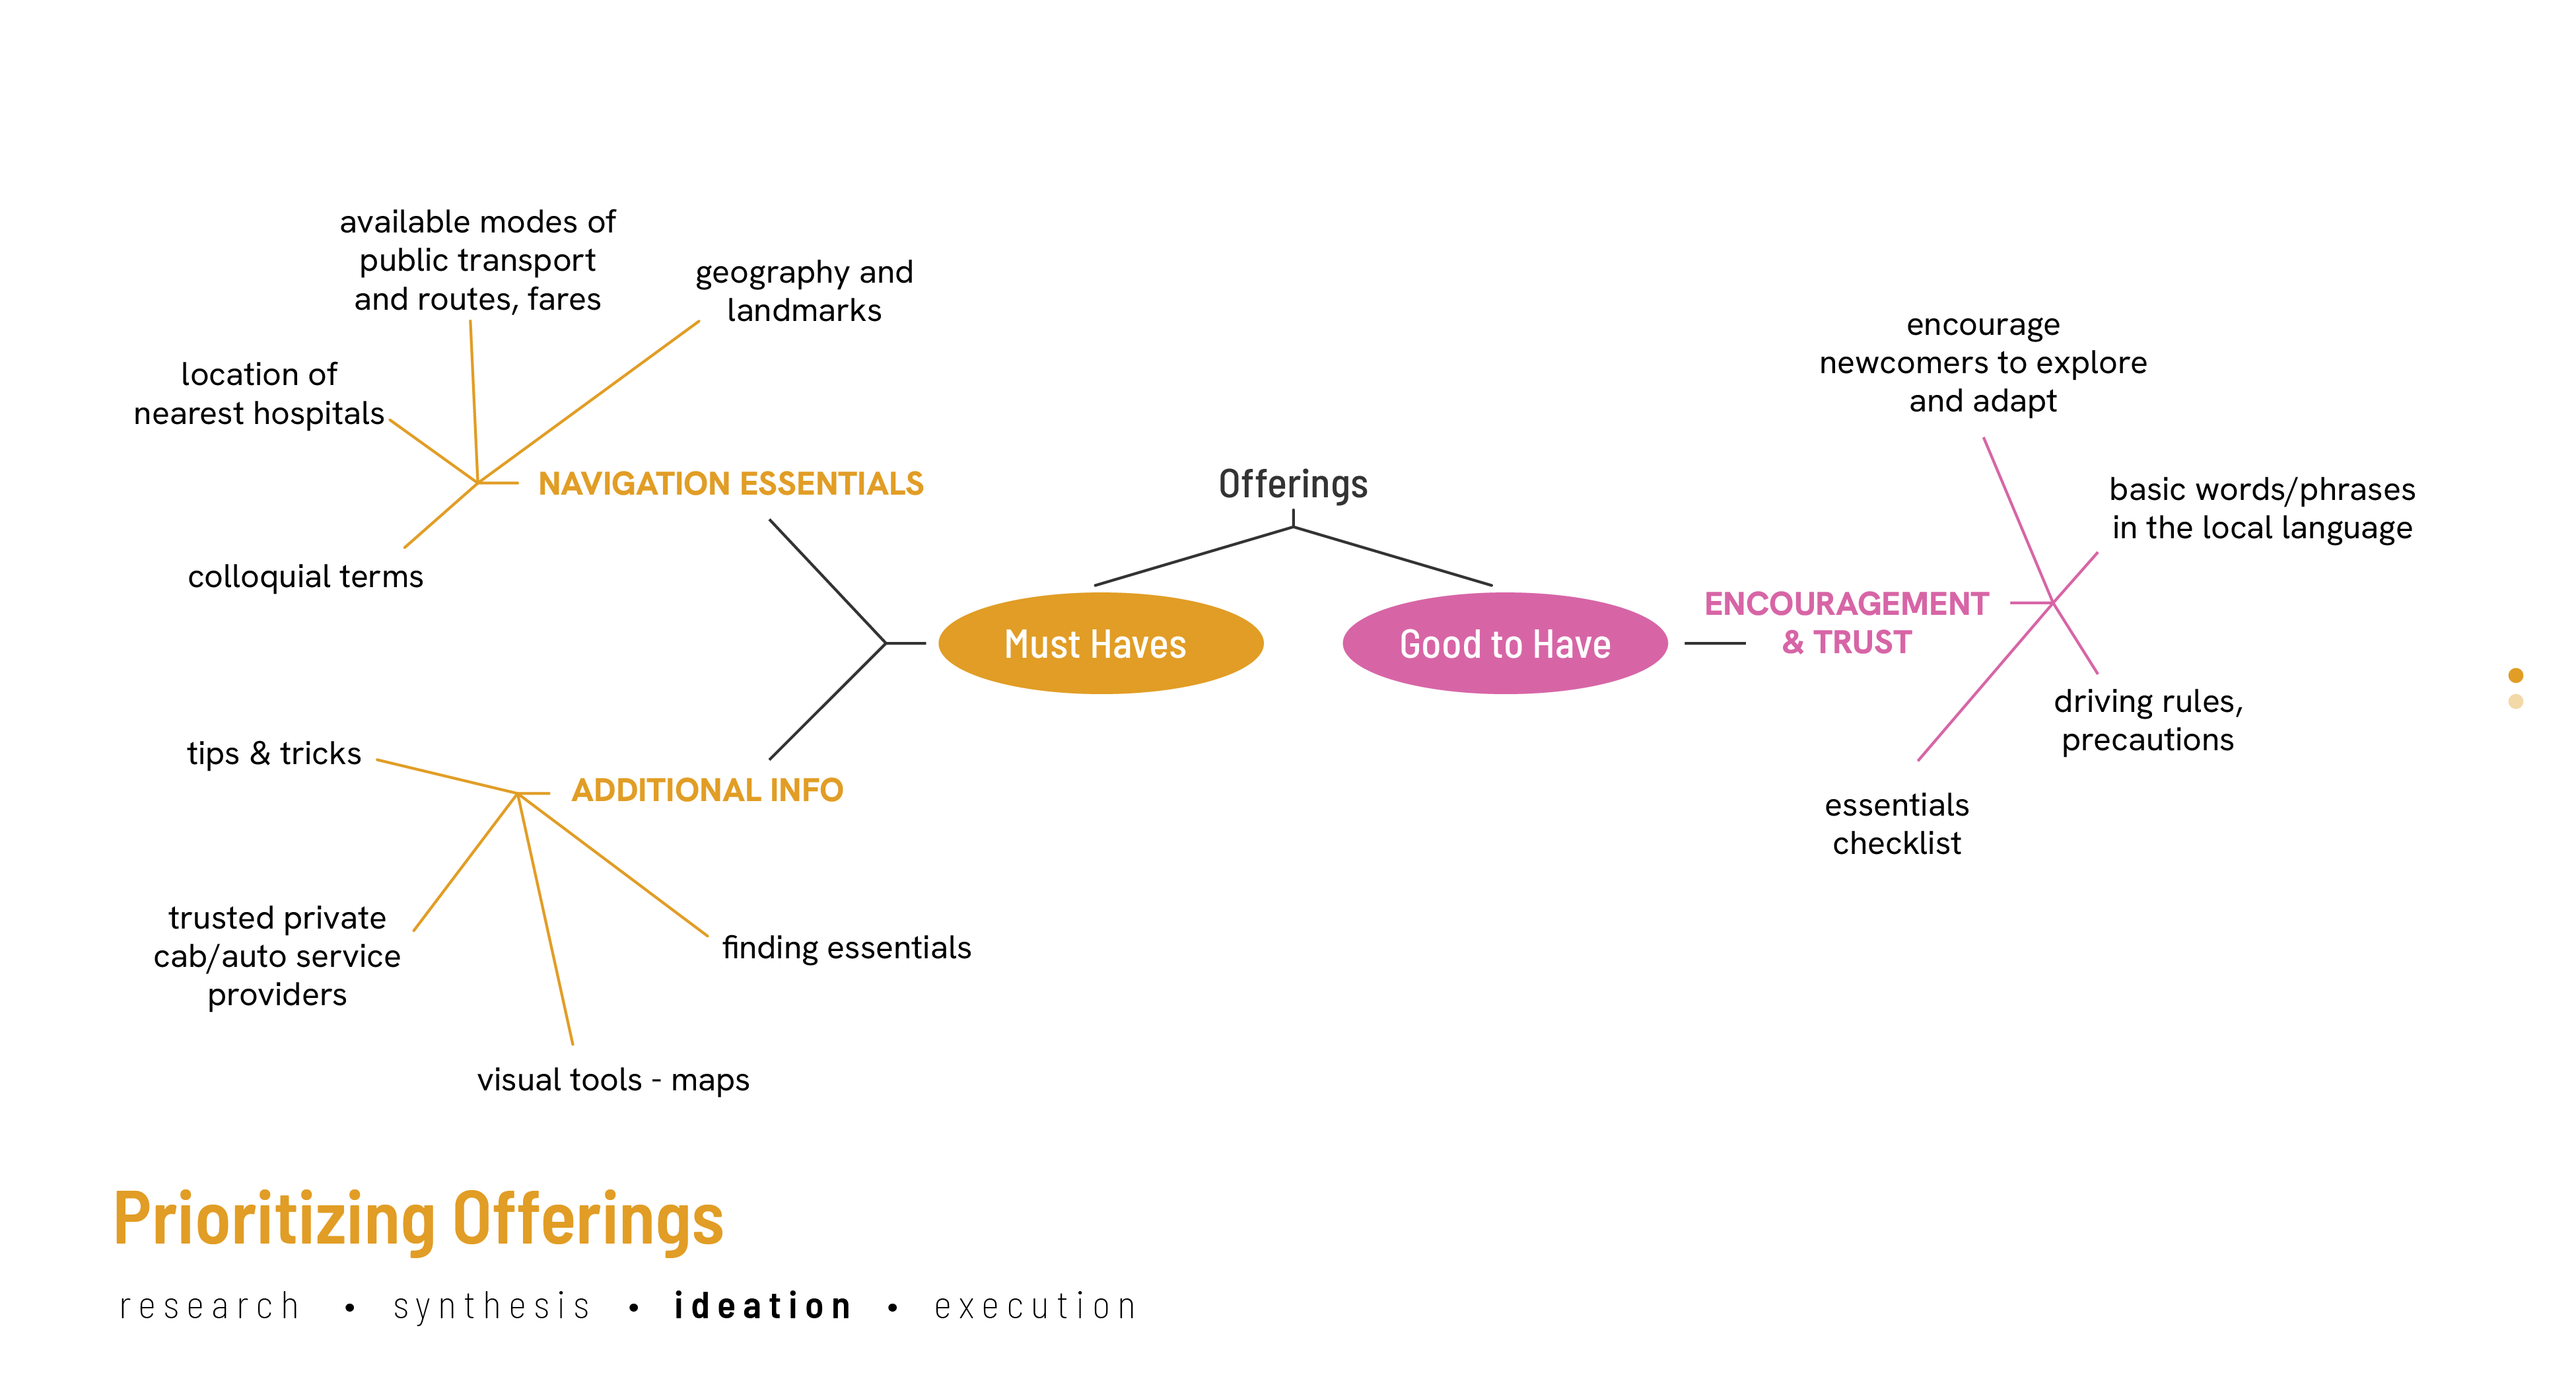 available modes of
public transport
and routes, fares
geography and
landmarks
location of
nearest hospitals
NAVIGATION ESSENTIALS
colloquial terms
Offerings
Must Haves
Good to Have
tips & tricks
ADDITIONAL INFO
trusted private
cab/auto service
providers
finding essentials
visual tools - maps
encourage
newcomers to explore
and adapt
basic words/phrases
in the local language
ENCOURAGEMENT
& TRUST
driving rules,
precautions
essentials
checklist
Prioritizing Offerings
research • synthesis • ideation • execution